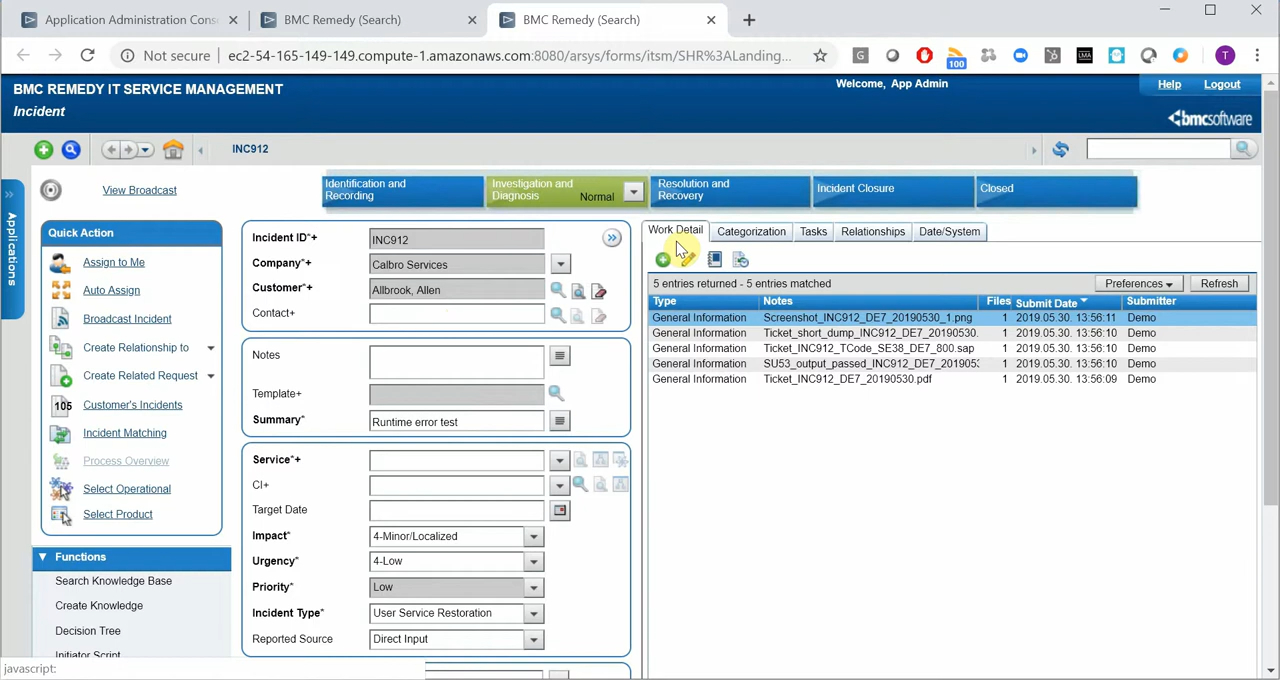 Application Administration Conso
BMC Remedy (Search)
BMC Remedy (Search)
Not secure
ec2-54-165-149-149.compute-1.amazonaws.com:8080/arsys/forms/itsm/SHR%3ALanding...
G
100
LMA
T
BMC REMEDY IT SERVICE MANAGEMENT
Incident
Welcome, App Admin
Help
Logout
bmcsoftware
INC912
View Broadcast
Identification and
Recording
Investigation and
Diagnosis
Normal
Resolution and
Recovery
Incident Closure
Closed
Applications
Quick Action
Assign to Me
Auto Assign
Broadcast Incident
Create Relationship to
Create Related Request
105
Customer's Incidents
Incident Matching
Process Overview
Select Operational
Select Product
Functions
Search Knowledge Base
Create Knowledge
Decision Tree
Initiator Script
javascript:
Incident ID*+
INC912
Company*+
Calbro Services
Customer*+
Allbrook, Allen
Contact+
Notes
Template+
Summary*
Runtime error test
Service*+
CI+
Target Date
Impact*
4-Minor/Localized
Urgency*
4-Low
Priority*
Low
Incident Type*
User Service Restoration
Reported Source
Direct Input
Work Detail
Categorization
Tasks
Relationships
Date/System
5 entries returned - 5 entries matched
Preferences
Refresh
Type Notes Files Submit Date Submitter
General Information Screenshot_INC912_DE7_20190530_1.png 1 2019.05.30. 13:56:11 Demo
General Information Ticket_short_dump_INC912_DE7_20190530. 1 2019.05.30. 13:56:10 Demo
General Information Ticket_INC912_TCode_SE38_DE7_800.sap 1 2019.05.30. 13:56:10 Demo
General Information SU53_output_passed_INC912_DE7_2019053 1 2019.05.30. 13:56:10 Demo
General Information Ticket_INC912_DE7_20190530.pdf 1 2019.05.30. 13:56:09 Demo